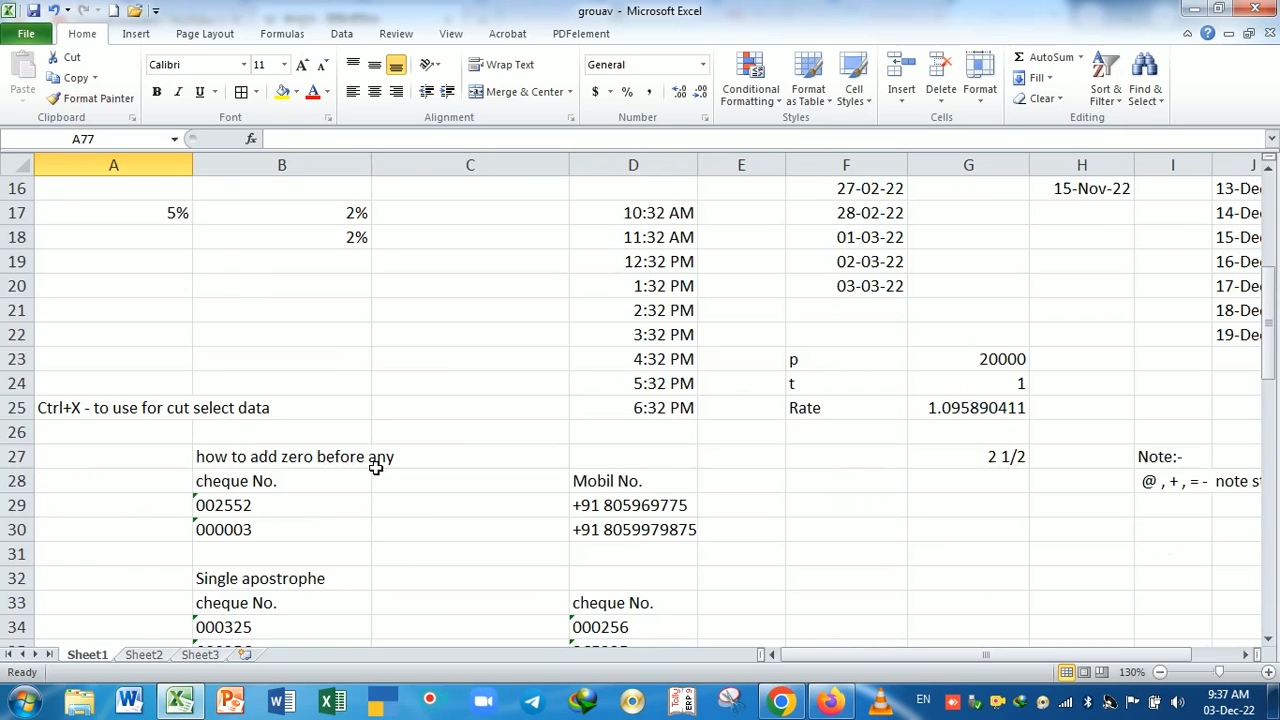 grouav - Microsoft Excel
File Home Insert Page Layout Formulas Data Review View Acrobat PDFelement
Paste Cut Copy Format Painter Clipboard
Calibri 11 A A B I U A Font
Wrap Text Merge & Center Alignment
General $ % , Number
Conditional Formatting Format as Table Cell Styles Styles
Insert Delete Format Cells
Σ AutoSum Fill Clear Sort & Filter Find & Select Editing
A77 fx
A B C D E F G H I J
16 27-02-22 15-Nov-22 13-Dec
17 5% 2% 10:32 AM 28-02-22 14-Dec
18 2% 11:32 AM 01-03-22 15-Dec
19 12:32 PM 02-03-22 16-Dec
20 1:32 PM 03-03-22 17-Dec
21 2:32 PM 18-Dec
22 3:32 PM 19-Dec
23 4:32 PM p 20000
24 5:32 PM t 1
25 Ctrl+X - to use for cut select data 6:32 PM Rate 1.095890411
26
27 how to add zero before any 2 1/2 Note:-
28 cheque No. Mobil No. @ , + , = - note
29 002552 +91 805969775
30 000003 +91 8059979875
31
32 Single apostrophe
33 cheque No. cheque No.
34 000325 000256
Sheet1 Sheet2 Sheet3
Ready 130%
EN 9:37 AM
03-Dec-22